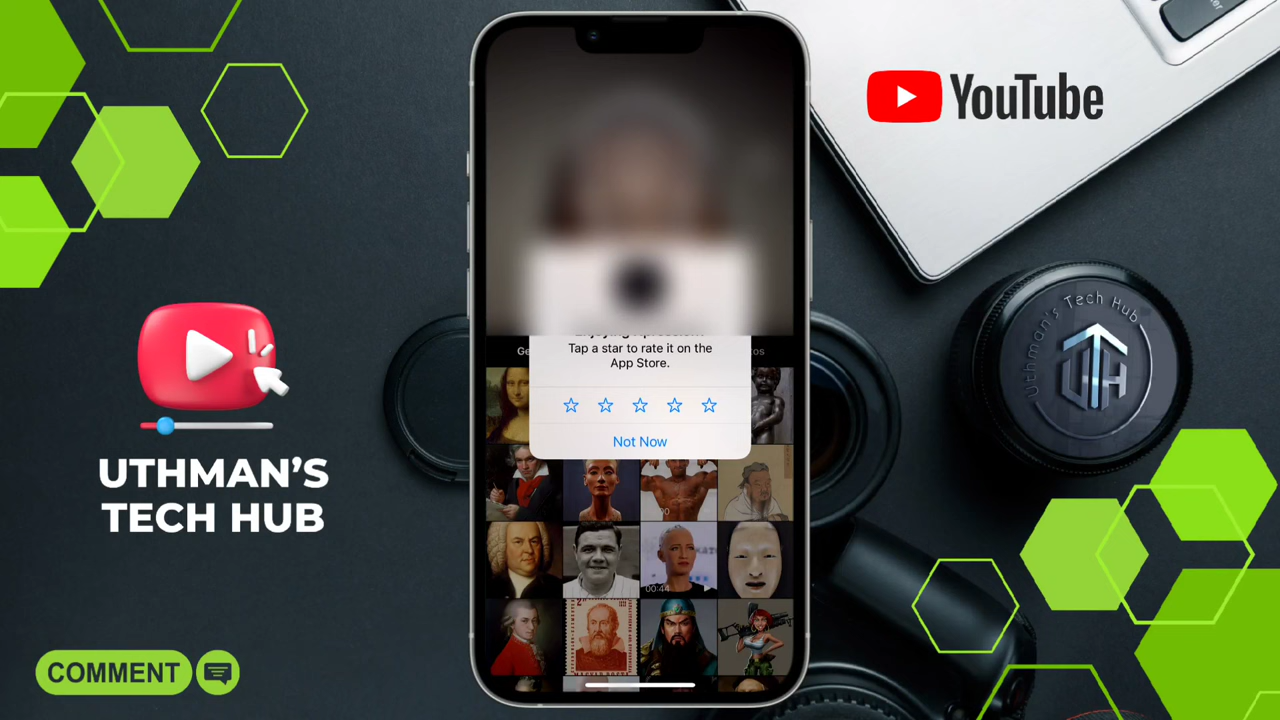 YouTube
Uthman's Tech Hub
UTH
Tap a star to rate it on the
App Store.
Not Now
00:44
UTHMAN'S
TECH HUB
COMMENT